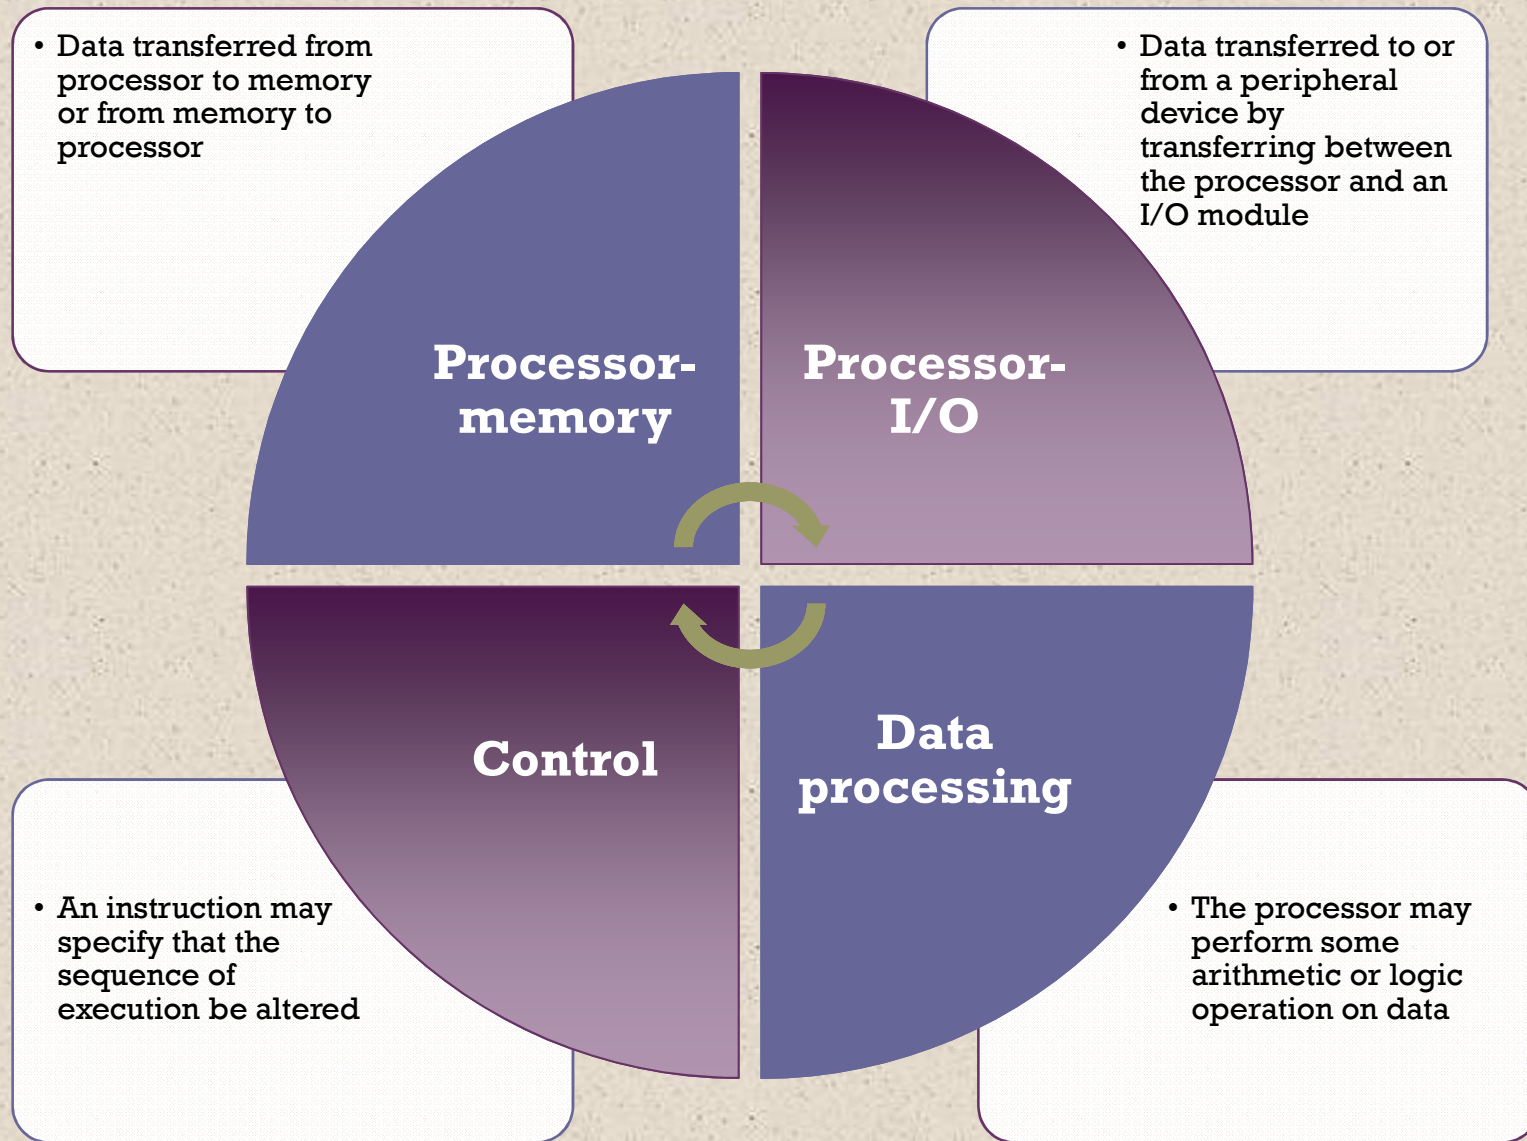 • Data transferred from
processor to memory
or from memory to
processor
• Data transferred to or
from a peripheral
device by
transferring between
the processor and an
I/O module
Processor-
memory
Processor-
I/O
Control
Data
processing
• An instruction may
specify that the
sequence of
execution be altered
• The processor may
perform some
arithmetic or logic
operation on data